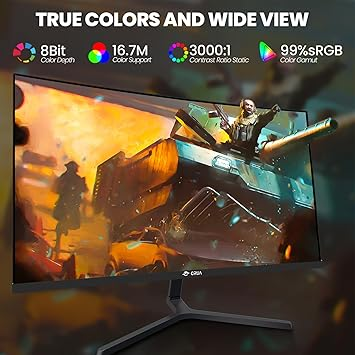 TRUE COLORS AND WIDE VIEW
8Bit
Color Depth
16.7M
Color Support
3000:1
Contrast Ratio Static
99%sRGB
Color Gamut
CRUA